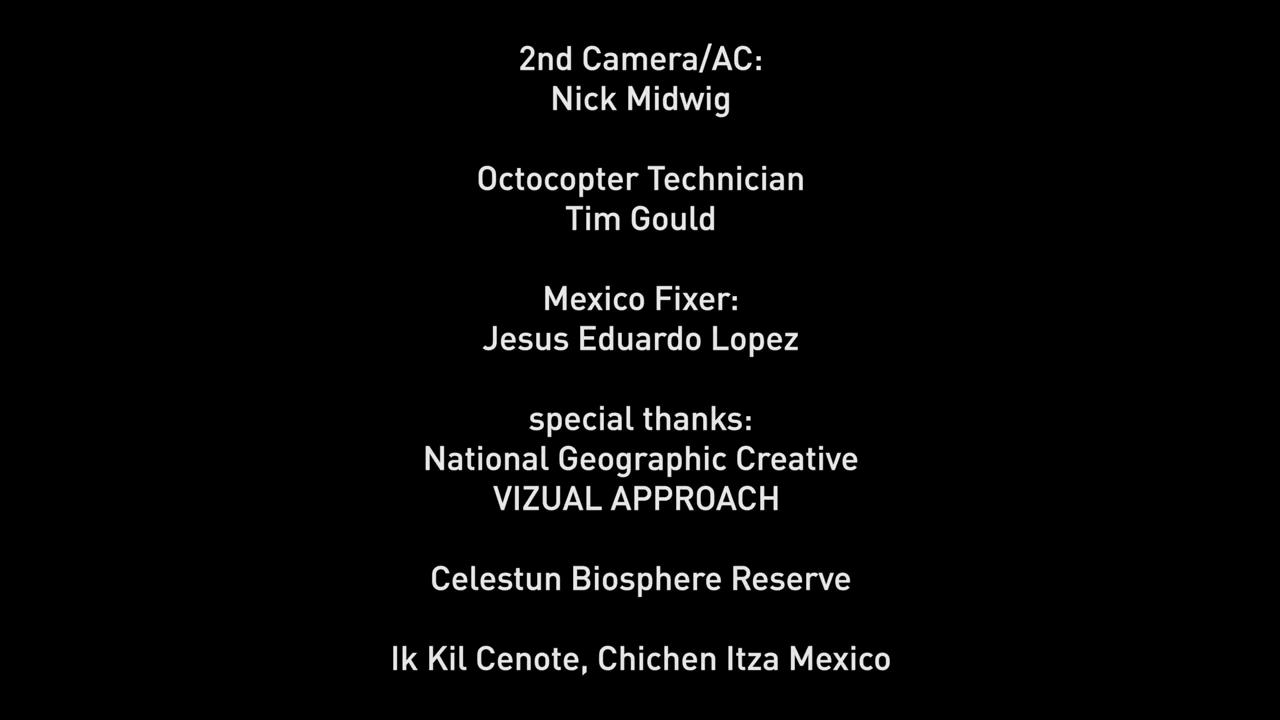 2nd Camera/AC:
Nick Midwig
Octocopter Technician
Tim Gould
Mexico Fixer:
Jesus Eduardo Lopez
special thanks:
National Geographic Creative
VIZUAL APPROACH
Celestun Biosphere Reserve
Ik Kil Cenote, Chichen Itza Mexico